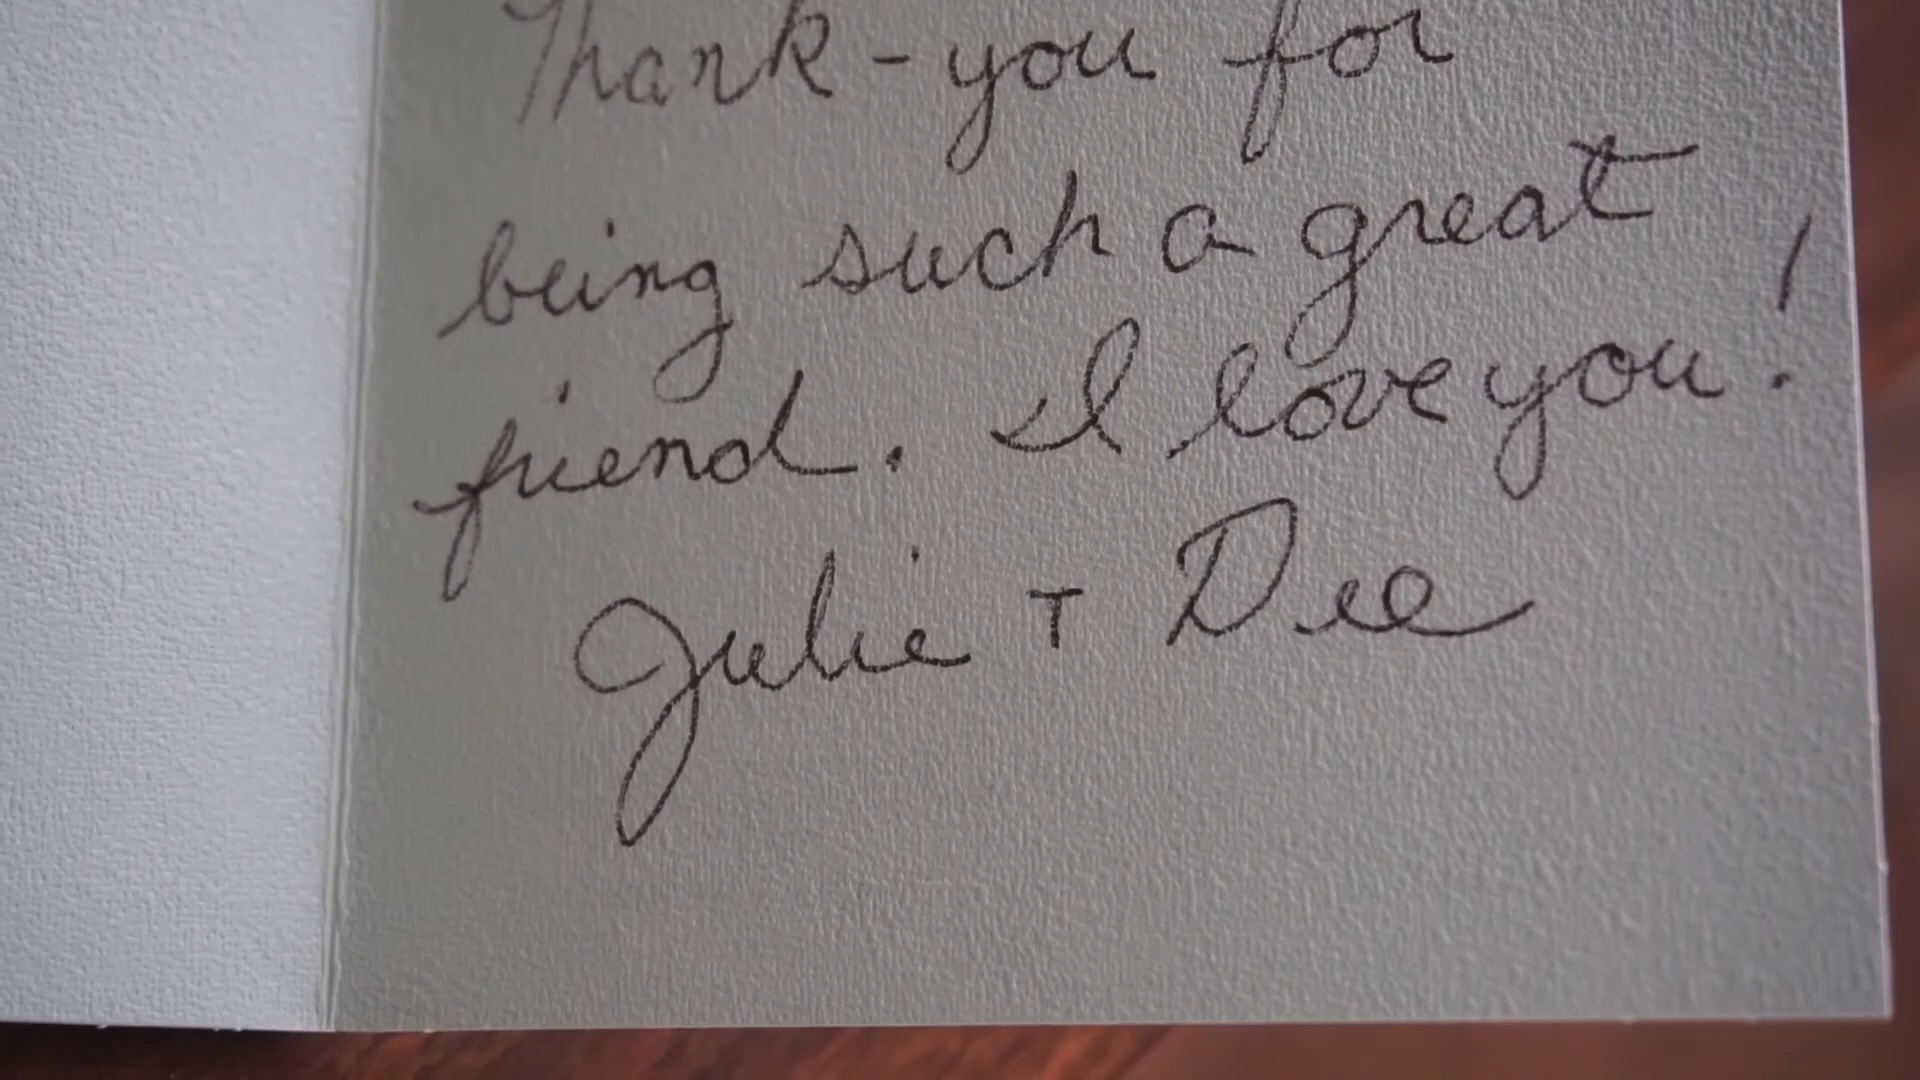 Thank-you for
being such a great
friend. I love you!
Julie + Dee